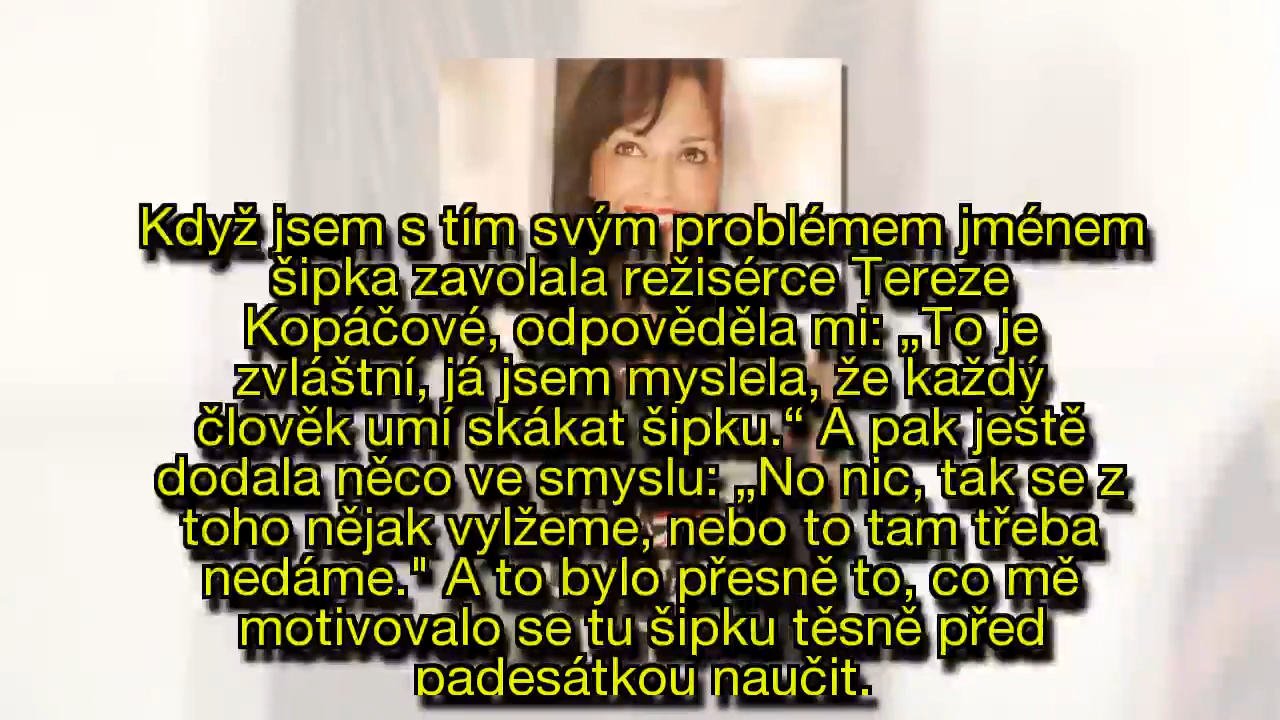 Když jsem s tím svým problémem jménem
šipka zavolala režisérce Tereze
Kopáčové, odpověděla mi: „To je
zvláštní, já jsem myslela, že každý
člověk umí skákat šipku.“ A pak ještě
dodala něco ve smyslu: „No nic, tak se z
toho nějak vylžeme, nebo to tam třeba
nedáme." A to bylo přesně to, co mě
motivovalo se tu šipku těsně před
padesátkou naučit.